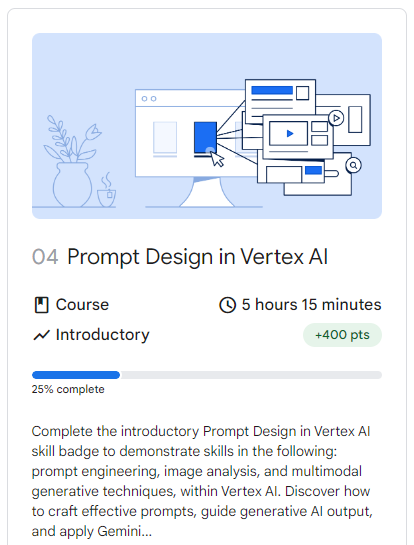 04 Prompt Design in Vertex AI
Course
5 hours 15 minutes
Introductory
+400 pts
25% complete
Complete the introductory Prompt Design in Vertex AI
skill badge to demonstrate skills in the following:
prompt engineering, image analysis, and multimodal
generative techniques, within Vertex AI. Discover how
to craft effective prompts, guide generative AI output,
and apply Gemini...